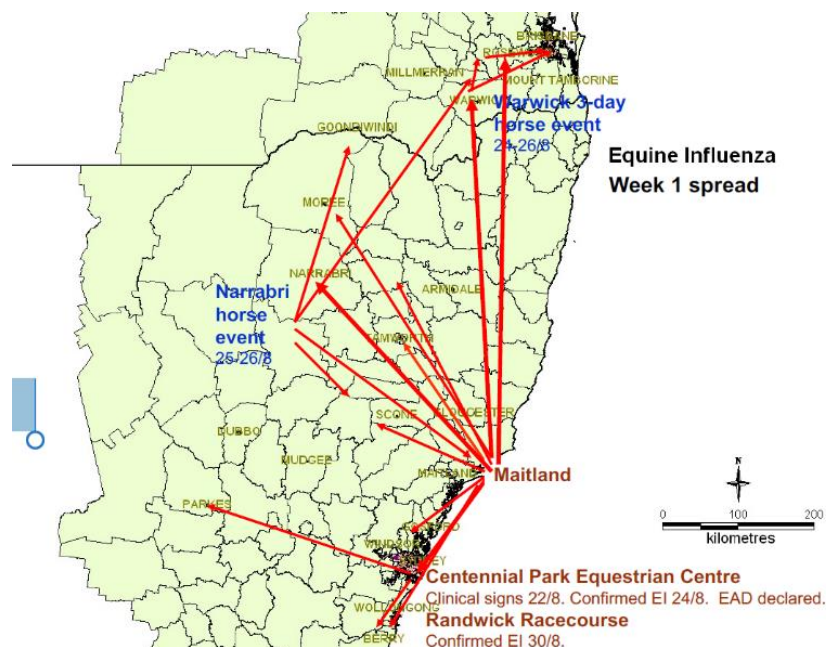 BRISBANE
MILLMERRAN
MOUNT TAMBORINE
Warwick 3-day
horse event
24-26/8
GOONDIWINDI
Equine Influenza
Week 1 spread
MOREE
NARRABRI
ARMIDALE
Narrabri
horse
event
25/26/8
TAMWORTH
SCONE
GLOUCESTER
DUBBO
MUDGEE
MAITLAND
Maitland
N
PARKES
0 100 200
kilometres
WINDSOR
Centennial Park Equestrian Centre
Clinical signs 22/8. Confirmed EI 24/8. EAD declared.
WOLLONGONG
Randwick Racecourse
BERRY
Confirmed EI 30/8.